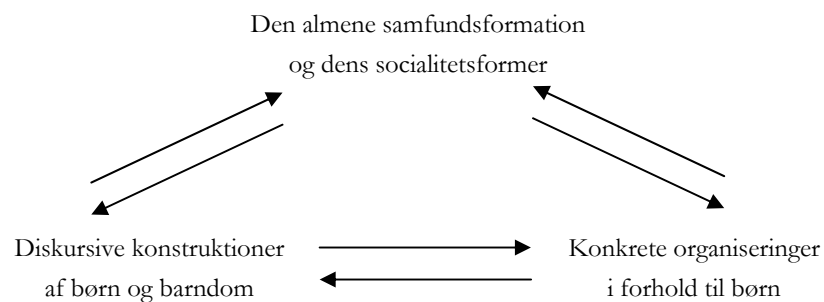 Den almene samfundsformation
og dens socialitetsformer
Diskursive konstruktioner
af børn og barndom
Konkrete organiseringer
i forhold til børn